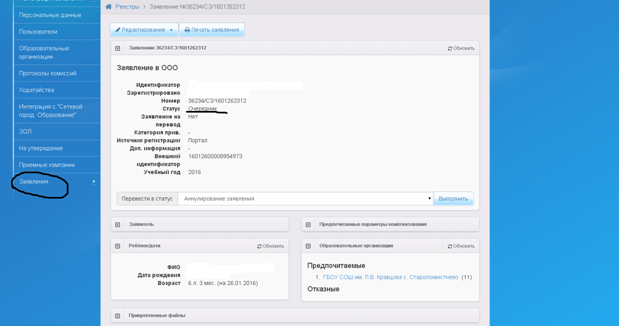 Персональные данные
Пользователи
Образовательные
организации
Протоколы комиссий
Ходатайства
Интеграция с "Сетевой
город. Образование"
ЗОЛ
На утверждение
Приемные кампании
Заявления
Реестры > Заявление №36234/СЗ/1601262312
Редактирование
Печать заявления
Заявление 36234/СЗ/1601262312
Обновить
Заявление в ООО
Идентификатор
Зарегистрировано
Номер 36234/СЗ/1601262312
Статус Очередник
Заявление на перевод Нет
Категория прив. -
Источник регистрации Портал
Доп. информация -
Внешний идентификатор 16012600009954973
Учебный год 2016
Перевести в статус Аннулирование заявления Выполнить
Заявитель
Предпочитаемые параметры комплектования
Ребенок/дети Обновить
ФИО
Дата рождения
Возраст 6 л. 3 мес. (на 26.01.2016)
Образовательные организации Обновить
Предпочитаемые
1. ГБОУ СОШ им. П.В. Кравцова с. Старопохвистнево. (11)
Отказные
Прикрепленные файлы